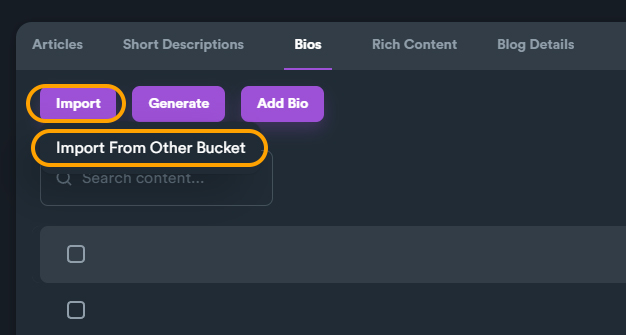 Articles Short Descriptions Bios Rich Content Blog Details
Import Generate Add Bio
Import From Other Bucket
Search content...